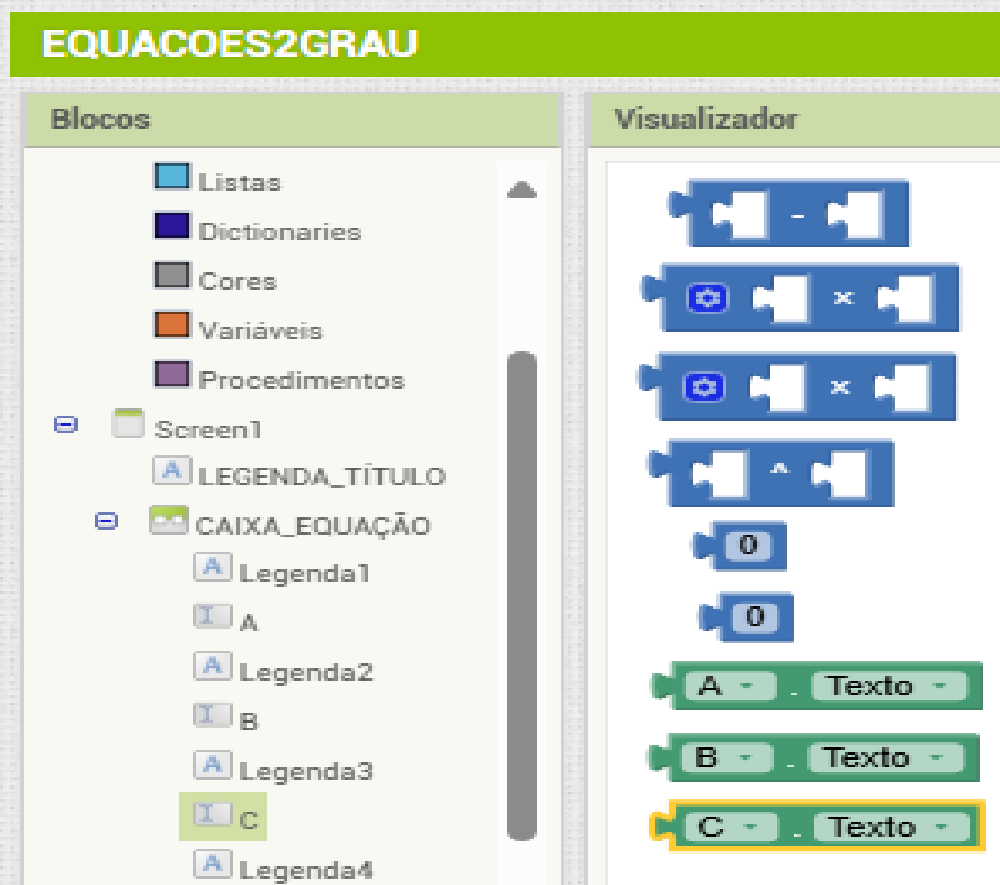 EQUACOES2GRAU
Blocos
Listas
Dictionaries
Cores
Variáveis
Procedimentos
Screen1
LEGENDA_TÍTULO
CAIXA_EQUAÇÃO
Legenda1
A
Legenda2
B
Legenda3
C
Legenda4
Visualizador
-
×
×
^
0
0
A . Texto
B . Texto
C . Texto